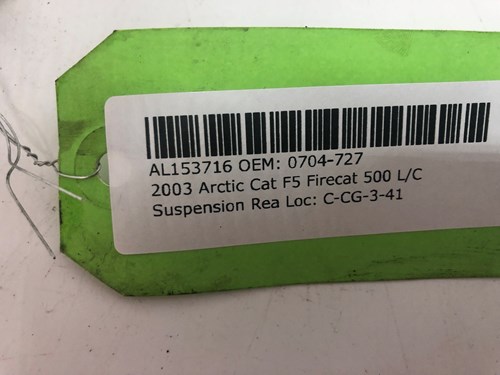 AL153716 OEM: 0704-727
2003 Arctic Cat F5 Firecat 500 L/C
Suspension Rea Loc: C-CG-3-41